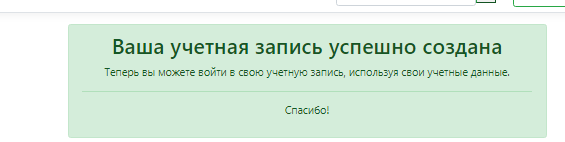 Ваша учетная запись успешно создана
Теперь вы можете войти в свою учетную запись, используя свои учетные данные.
Спасибо!